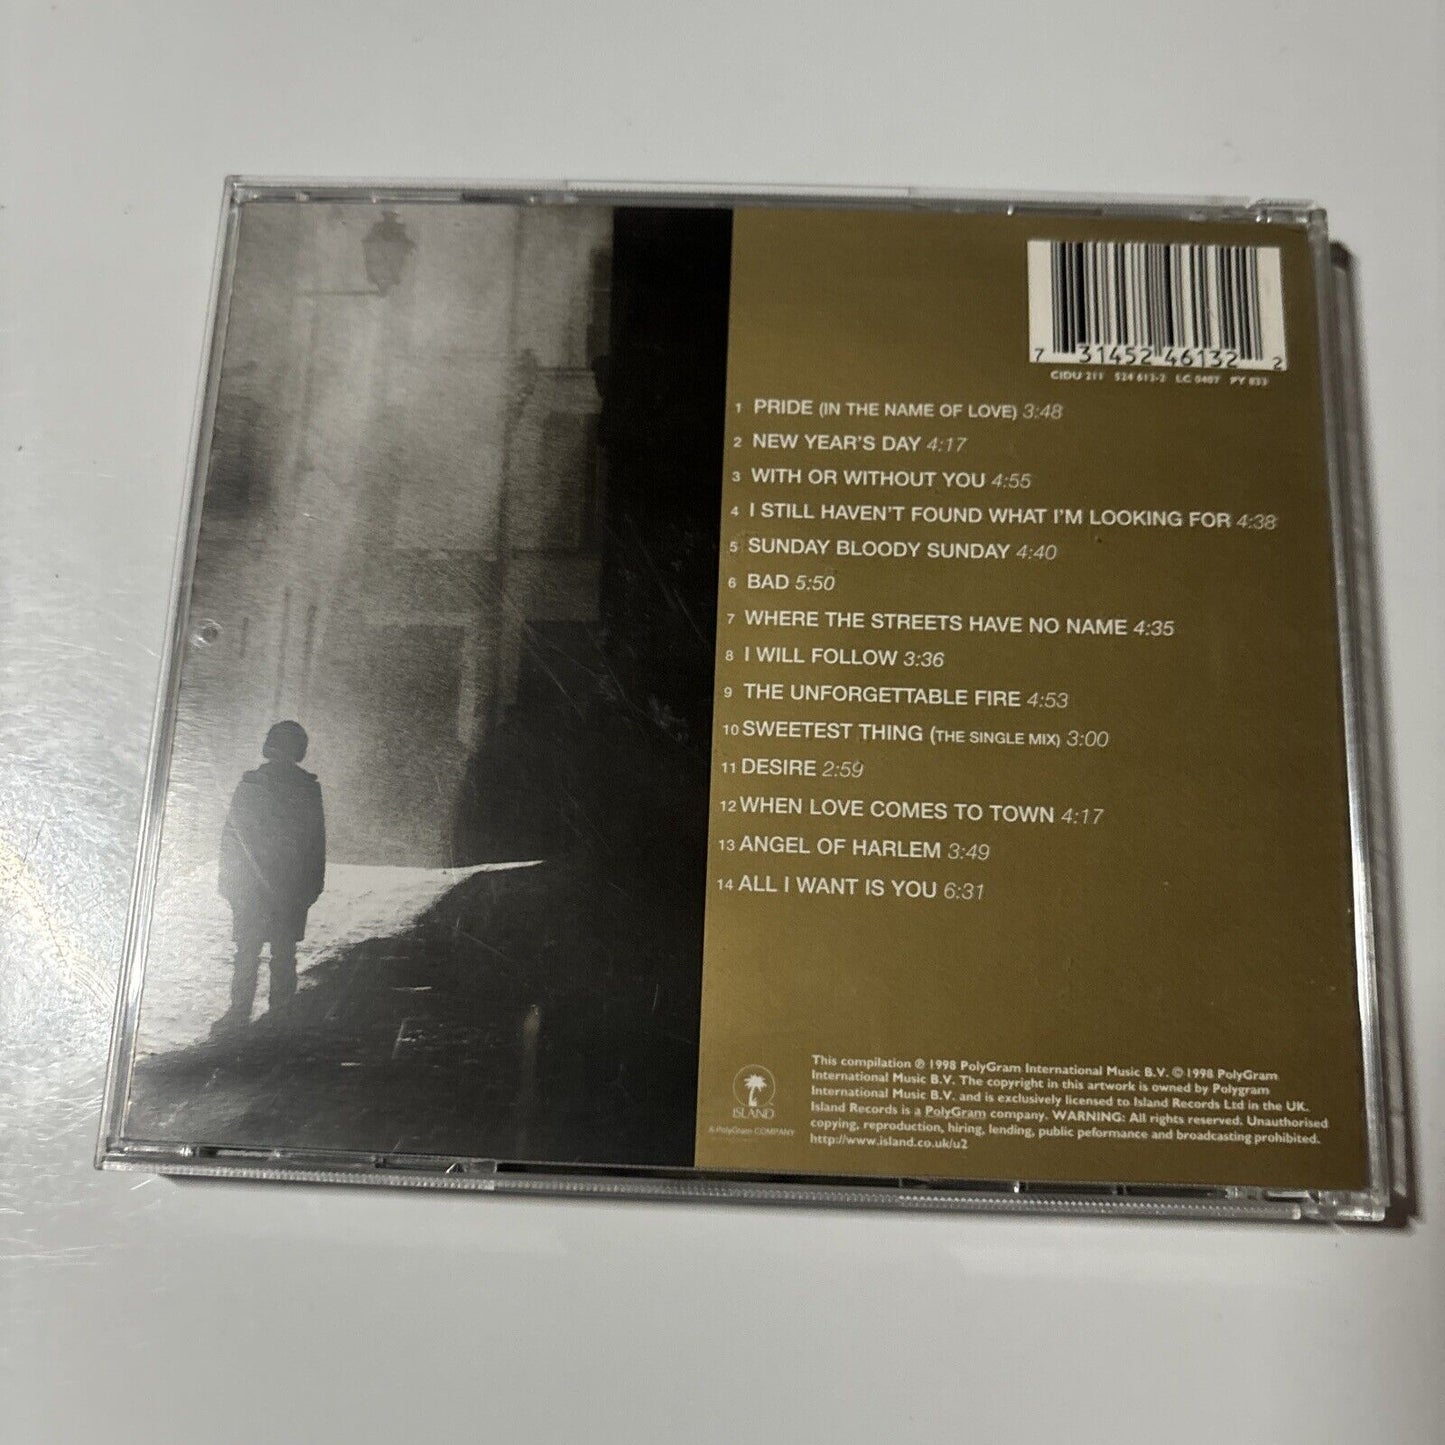 7 31452 46132 2
CIDU 211 524 613-2 LC 0407 PY 833
1 PRIDE (IN THE NAME OF LOVE) 3:48
2 NEW YEAR'S DAY 4:17
3 WITH OR WITHOUT YOU 4:55
4 I STILL HAVEN'T FOUND WHAT I'M LOOKING FOR 4:38
5 SUNDAY BLOODY SUNDAY 4:40
6 BAD 5:50
7 WHERE THE STREETS HAVE NO NAME 4:35
8 I WILL FOLLOW 3:36
9 THE UNFORGETTABLE FIRE 4:53
10 SWEETEST THING (THE SINGLE MIX) 3:00
11 DESIRE 2:59
12 WHEN LOVE COMES TO TOWN 4:17
13 ANGEL OF HARLEM 3:49
14 ALL I WANT IS YOU 6:31
ISLAND
A PolyGram COMPANY
This compilation ℗ 1998 PolyGram International Music B.V. © 1998 PolyGram
International Music B.V. The copyright in this artwork is owned by Polygram
International Music B.V. and is exclusively licensed to Island Records Ltd in the UK.
Island Records is a PolyGram company. WARNING: All rights reserved. Unauthorised
copying, reproduction, hiring, lending, public peformance and broadcasting prohibited.
http://www.island.co.uk/u2